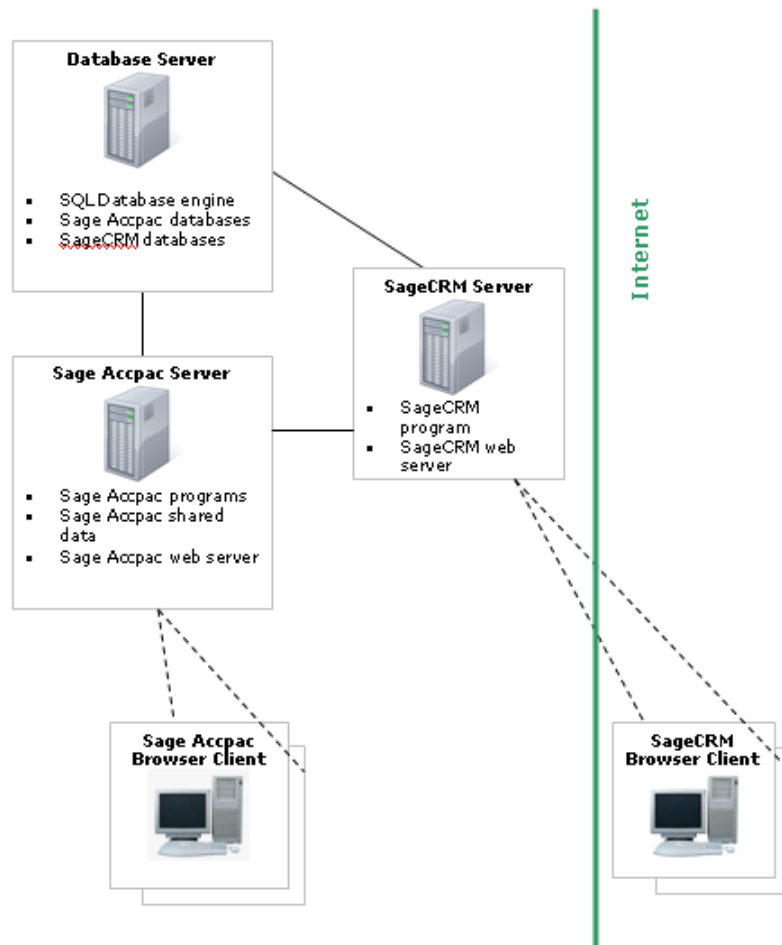 Database Server
SQL Database engine
Sage Accpac databases
SageCRM databases
Internet
SageCRM Server
SageCRM
program
SageCRM web
server
Sage Accpac Server
Sage Accpac programs
Sage Accpac shared
data
Sage Accpac web server
Sage Accpac
Browser Client
SageCRM
Browser Client